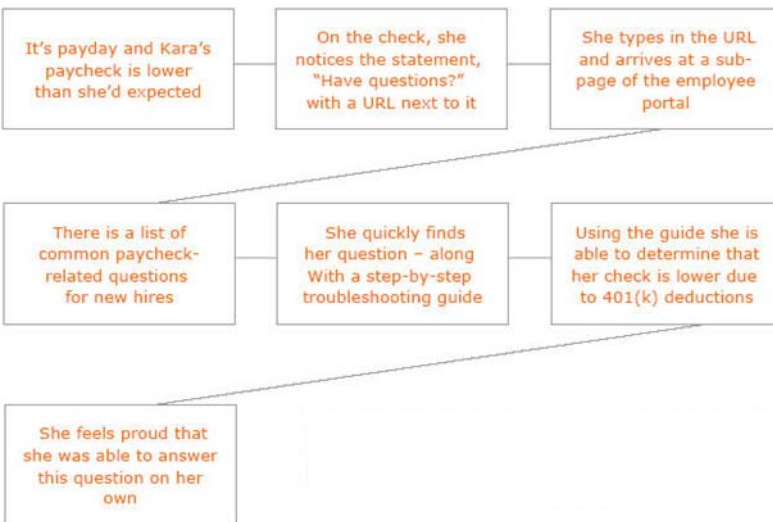 It's payday and Kara's
paycheck is lower
than she'd expected
On the check, she
notices the statement,
"Have questions?"
with a URL next to it
She types in the URL
and arrives at a sub-
page of the employee
portal
There is a list of
common paycheck-
related questions
for new hires
She quickly finds
her question – along
With a step-by-step
troubleshooting guide
Using the guide she is
able to determine that
her check is lower due
to 401(k) deductions
She feels proud that
she was able to answer
this question on her
own